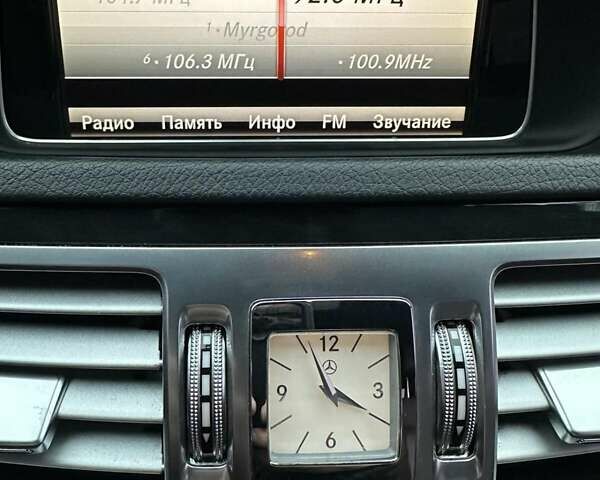 ¹・Myrgorod
⁶・106.3 МГц ・100.9MHz
Радио Память Инфо FM Звучание
12
9 3
6